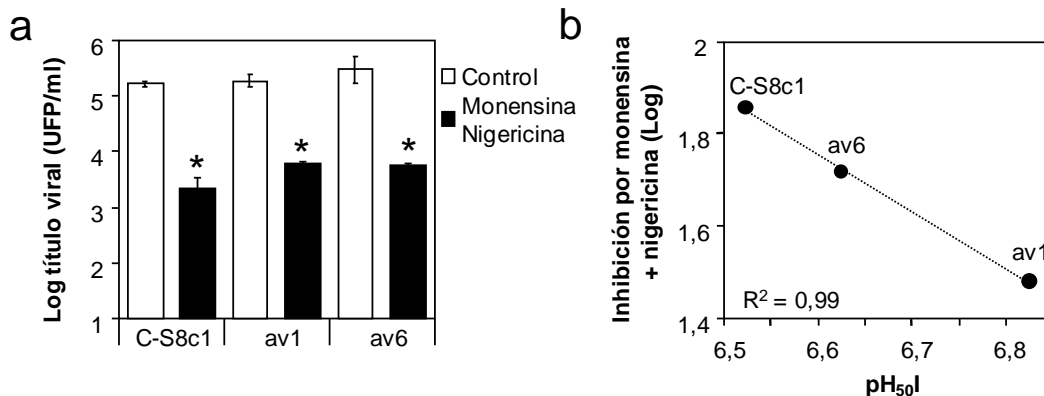 a
Log título viral (UFP/ml)
6
5
4
3
2
1
* * *
C-S8c1 av1 av6
Control
Monensina
Nigericina
b
Inhibición por monensina
+ nigericina (Log)
2
1,8
1,6
1,4
C-S8c1
av6
av1
R² = 0,99
6,5 6,6 6,7 6,8
pH₅₀I